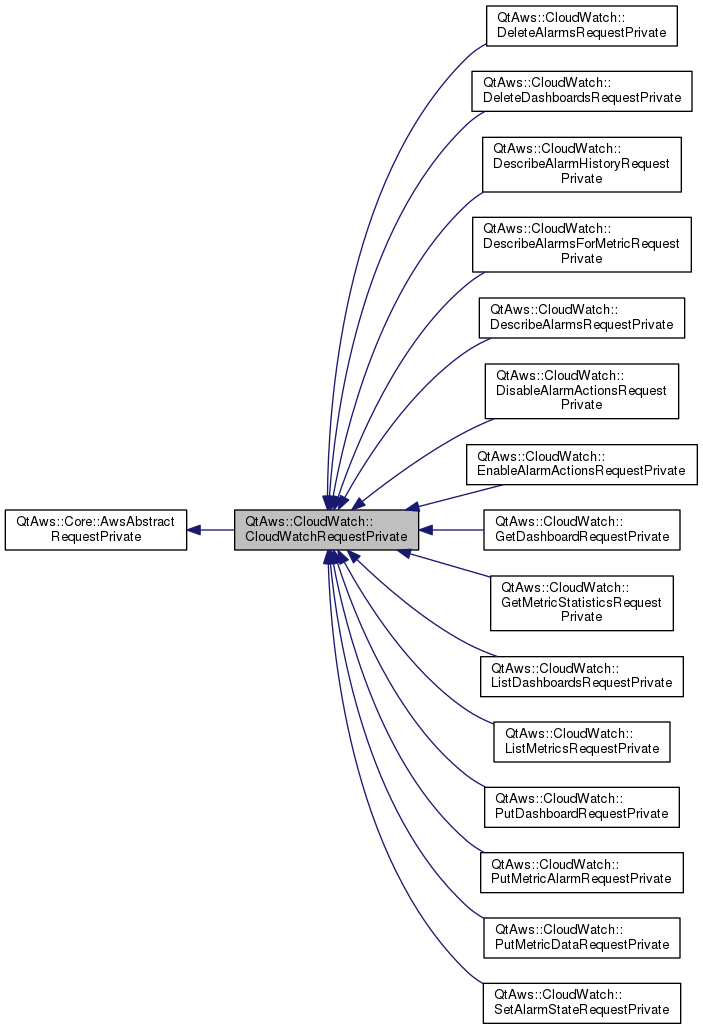 QtAws::CloudWatch::
DeleteAlarmsRequestPrivate
QtAws::CloudWatch::
DeleteDashboardsRequestPrivate
QtAws::CloudWatch::
DescribeAlarmHistoryRequest
Private
QtAws::CloudWatch::
DescribeAlarmsForMetricRequest
Private
QtAws::CloudWatch::
DescribeAlarmsRequestPrivate
QtAws::CloudWatch::
DisableAlarmActionsRequest
Private
QtAws::CloudWatch::
EnableAlarmActionsRequestPrivate
QtAws::Core::AwsAbstract
RequestPrivate
QtAws::CloudWatch::
CloudWatchRequestPrivate
QtAws::CloudWatch::
GetDashboardRequestPrivate
QtAws::CloudWatch::
GetMetricStatisticsRequest
Private
QtAws::CloudWatch::
ListDashboardsRequestPrivate
QtAws::CloudWatch::
ListMetricsRequestPrivate
QtAws::CloudWatch::
PutDashboardRequestPrivate
QtAws::CloudWatch::
PutMetricAlarmRequestPrivate
QtAws::CloudWatch::
PutMetricDataRequestPrivate
QtAws::CloudWatch::
SetAlarmStateRequestPrivate